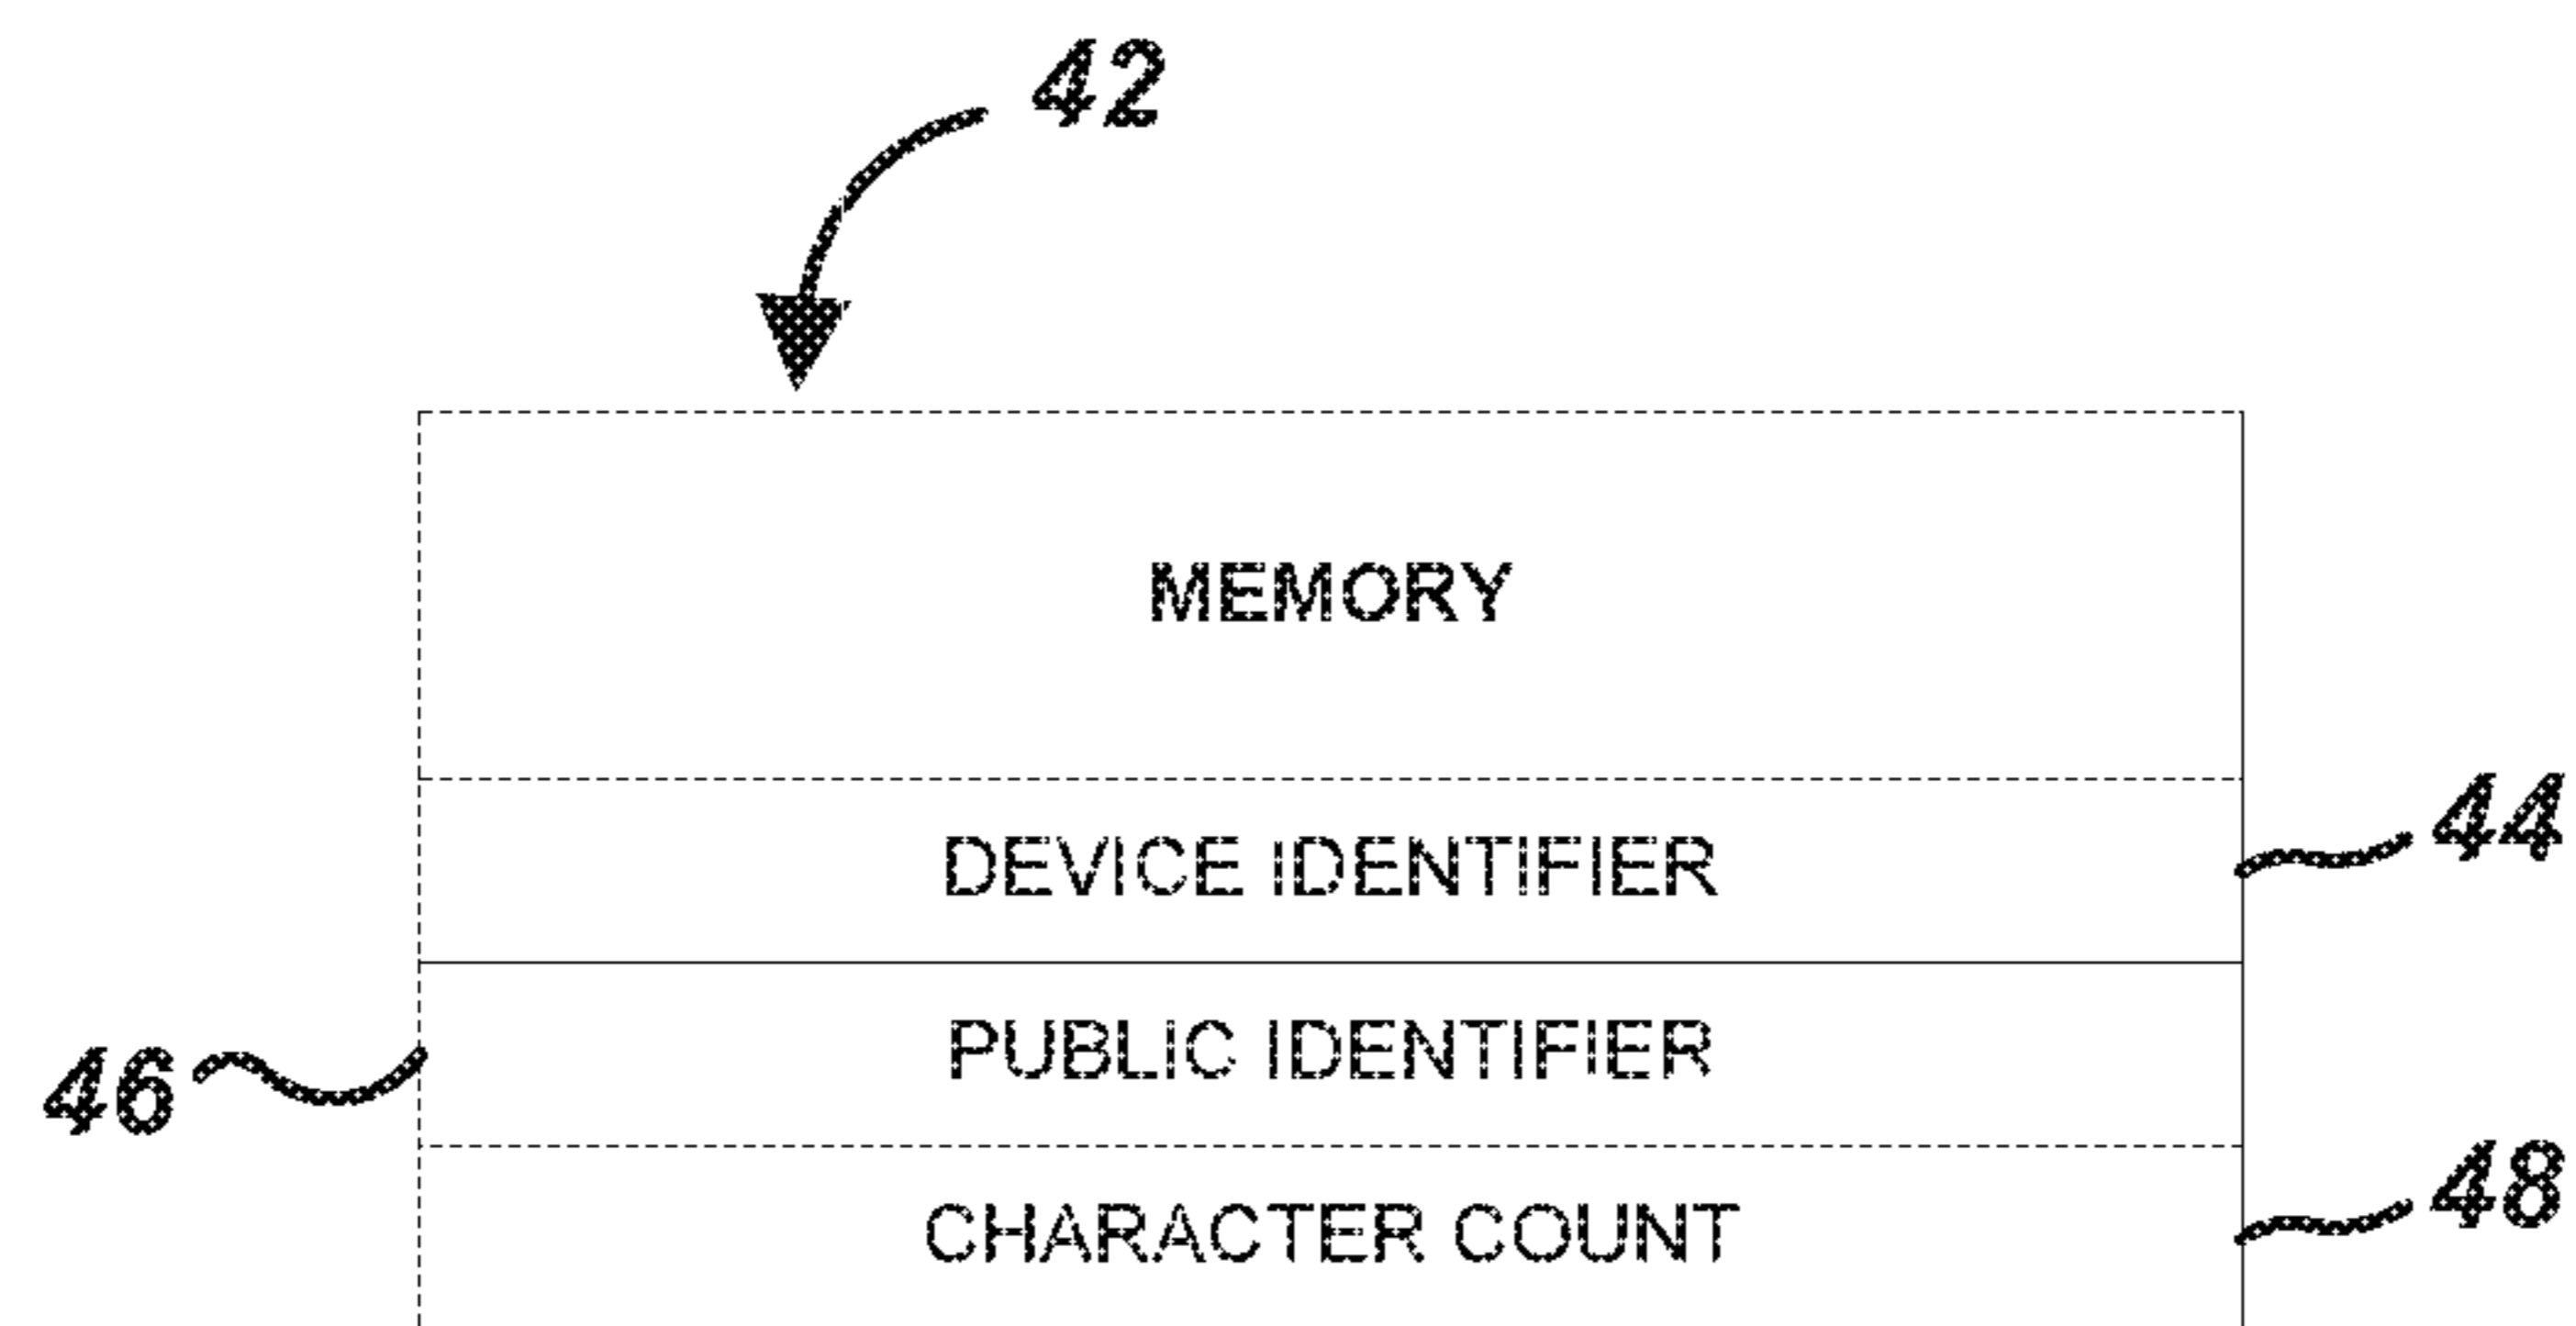 42
MEMORY
DEVICE IDENTIFIER
44
PUBLIC IDENTIFIER
46
CHARACTER COUNT
48